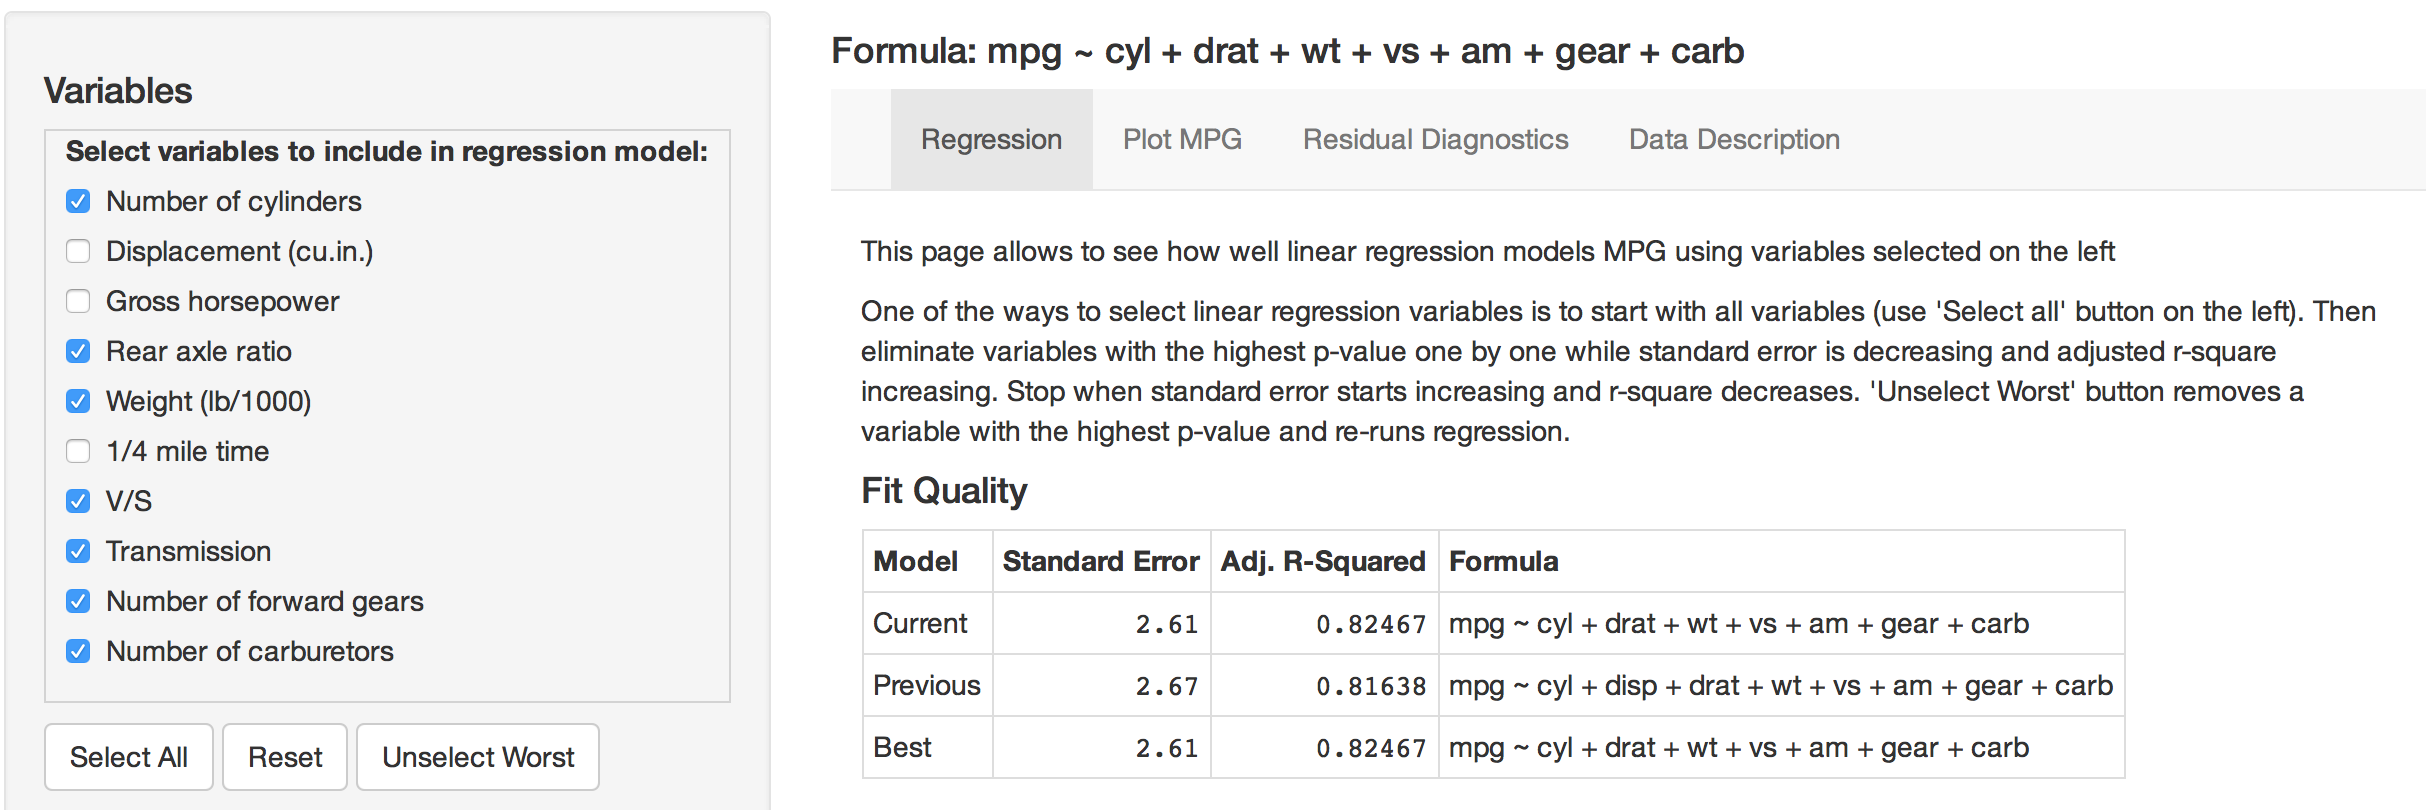 Variables
Select variables to include in regression model:
Number of cylinders
Displacement (cu.in.)
Gross horsepower
Rear axle ratio
Weight (lb/1000)
1/4 mile time
V/S
Transmission
Number of forward gears
Number of carburetors
Select All
Reset
Unselect Worst
Formula: mpg ~ cyl + drat + wt + vs + am + gear + carb
Regression
Plot MPG
Residual Diagnostics
Data Description
This page allows to see how well linear regression models MPG using variables selected on the left
One of the ways to select linear regression variables is to start with all variables (use 'Select all' button on the left). Then
eliminate variables with the highest p-value one by one while standard error is decreasing and adjusted r-square
increasing. Stop when standard error starts increasing and r-square decreases. 'Unselect Worst' button removes a
variable with the highest p-value and re-runs regression.
Fit Quality
Model Standard Error Adj. R-Squared Formula
Current 2.61 0.82467 mpg ~ cyl + drat + wt + vs + am + gear + carb
Previous 2.67 0.81638 mpg ~ cyl + disp + drat + wt + vs + am + gear + carb
Best 2.61 0.82467 mpg ~ cyl + drat + wt + vs + am + gear + carb